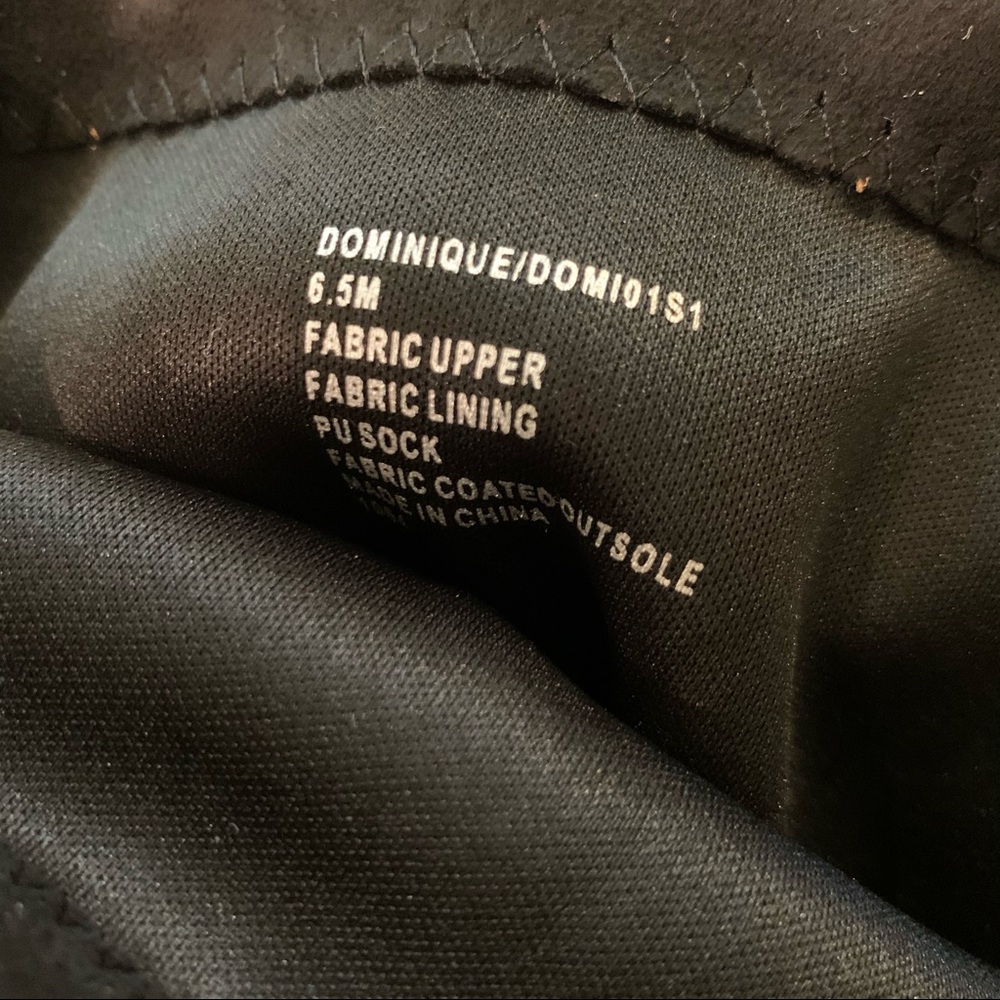 DOMINIQUE/DOMI01S1
6.5M
FABRIC UPPER
FABRIC LINING
PU SOCK
FABRIC COATED OUTSOLE
MADE IN CHINA